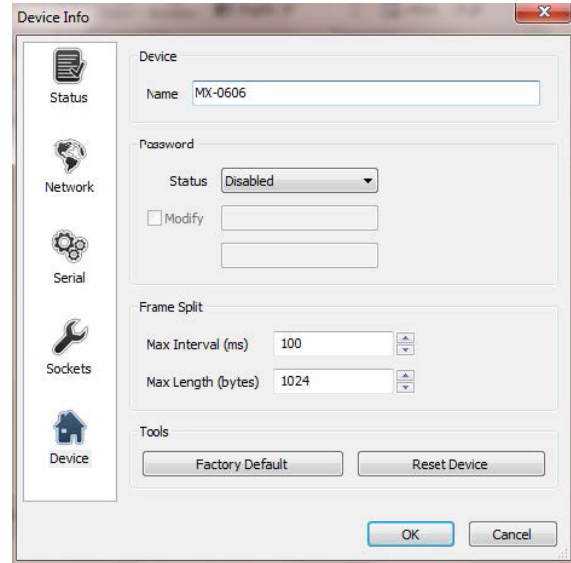 Device Info
Status
Network
Serial
Sockets
Device
Device
Name MX-0606
Password
Status Disabled
Modify
Frame Split
Max Interval (ms) 100
Max Length (bytes) 1024
Tools
Factory Default Reset Device
OK Cancel